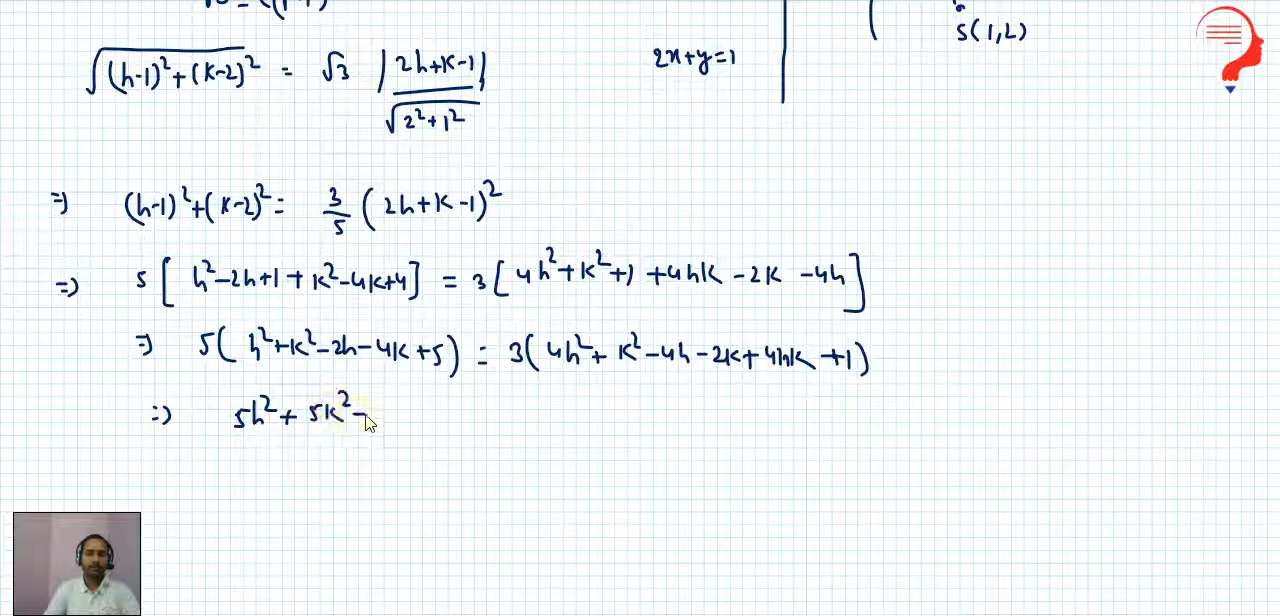 S(1,2)
√(h-1)²+(k-2)² = √3 |2h+k-1| / √2²+1²
2x+y=1
⇒ (h-1)²+(k-2)² = 3/5 (2h+k-1)²
⇒ 5[h²-2h+1+k²-4k+4] = 3[4h²+k²+1+4hk-2k-4h]
⇒ 5(h²+k²-2h-4k+5) = 3(4h²+k²-4h-2k+4hk+1)
⇒ 5h²+5k²-